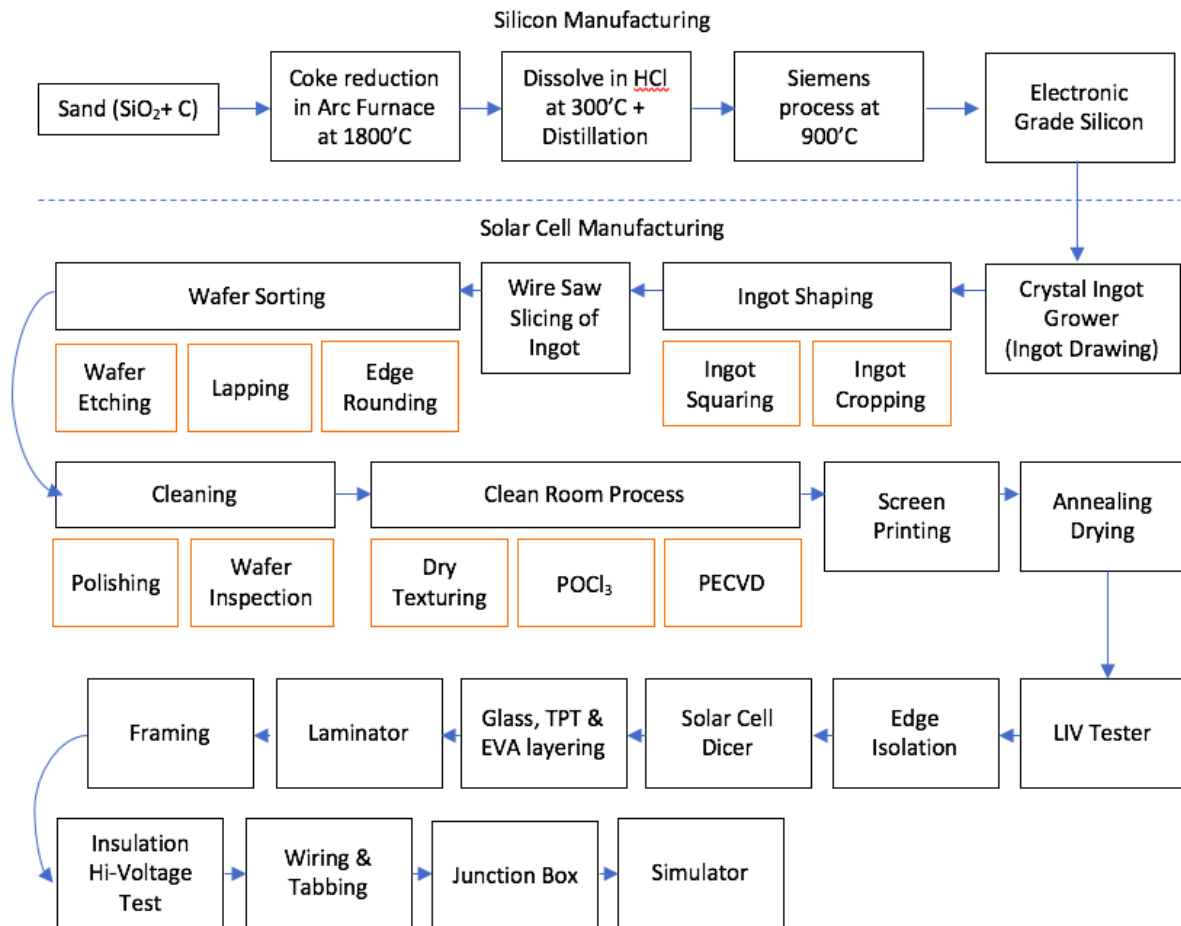 Silicon Manufacturing
Sand (SiO₂+ C)
Coke reduction
in Arc Furnace
at 1800’C
Dissolve in HCl
at 300’C +
Distillation
Siemens
process at
900’C
Electronic
Grade Silicon
Solar Cell Manufacturing
Wafer Sorting
Wire Saw
Slicing of
Ingot
Ingot Shaping
Crystal Ingot
Grower
(Ingot Drawing)
Wafer
Etching
Lapping
Edge
Rounding
Ingot
Squaring
Ingot
Cropping
Cleaning
Clean Room Process
Screen
Printing
Annealing
Drying
Polishing
Wafer
Inspection
Dry
Texturing
POCl₃
PECVD
Framing
Laminator
Glass, TPT &
EVA layering
Solar Cell
Dicer
Edge
Isolation
LIV Tester
Insulation
Hi-Voltage
Test
Wiring &
Tabbing
Junction Box
Simulator